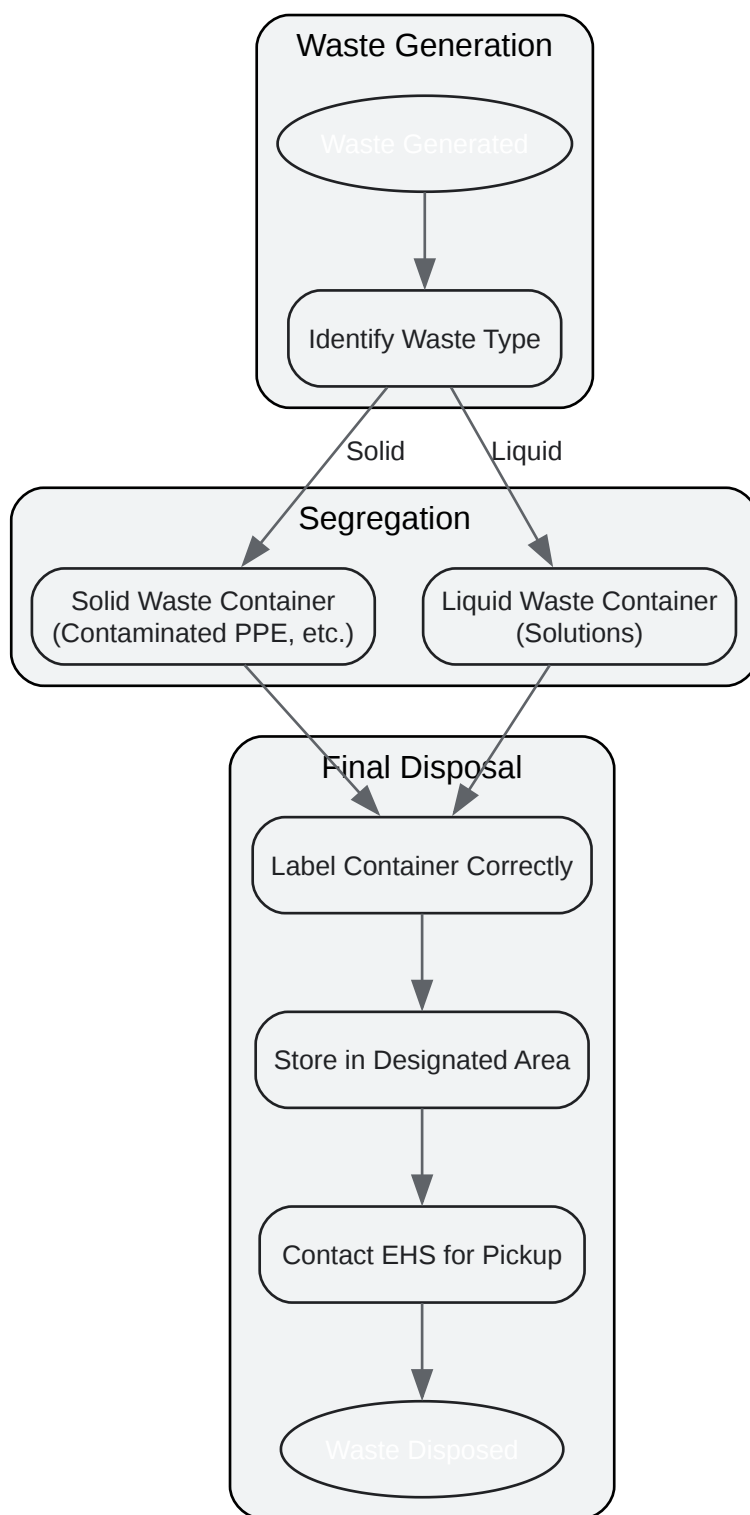 Waste Generation
Waste Generated
Identify Waste Type
Solid
Liquid
Segregation
Solid Waste Container
(Contaminated PPE, etc.)
Liquid Waste Container
(Solutions)
Final Disposal
Label Container Correctly
Store in Designated Area
Contact EHS for Pickup
Waste Disposed